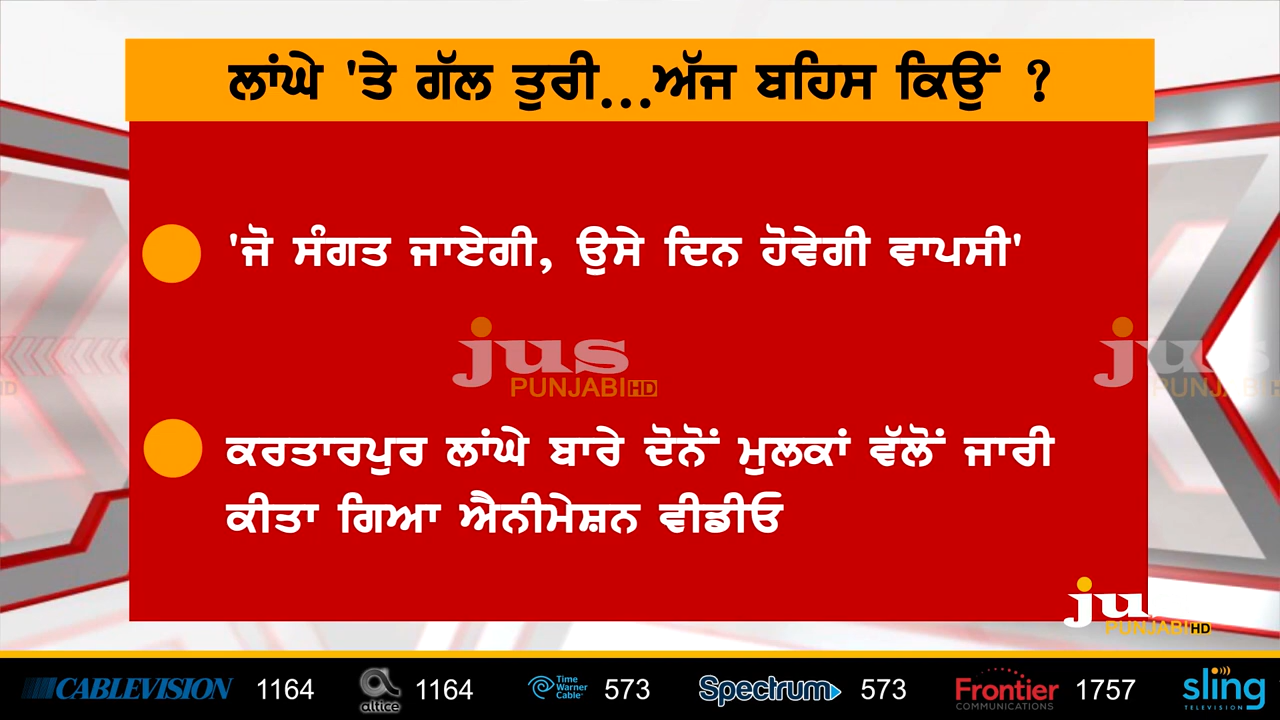 ਲਾਂਘੇ 'ਤੇ ਗੱਲ ਤੁਰੀ...ਅੱਜ ਬਹਿਸ ਕਿਉਂ ?
'ਜੋ ਸੰਗਤ ਜਾਏਗੀ, ਉਸੇ ਦਿਨ ਹੋਵੇਗੀ ਵਾਪਸੀ'
jus
PUNJABI HD
jus
PUNJABI HD
ਕਰਤਾਰਪੁਰ ਲਾਂਘੇ ਬਾਰੇ ਦੋਨੋਂ ਮੁਲਕਾਂ ਵੱਲੋਂ ਜਾਰੀ
ਕੀਤਾ ਗਿਆ ਐਨੀਮੇਸ਼ਨ ਵੀਡੀਓ
jus
PUNJABI HD
CABLEVISION 1164 altice 1164 Time Warner Cable 573 Spectrum 573 Frontier COMMUNICATIONS 1757 sling TELEVISION